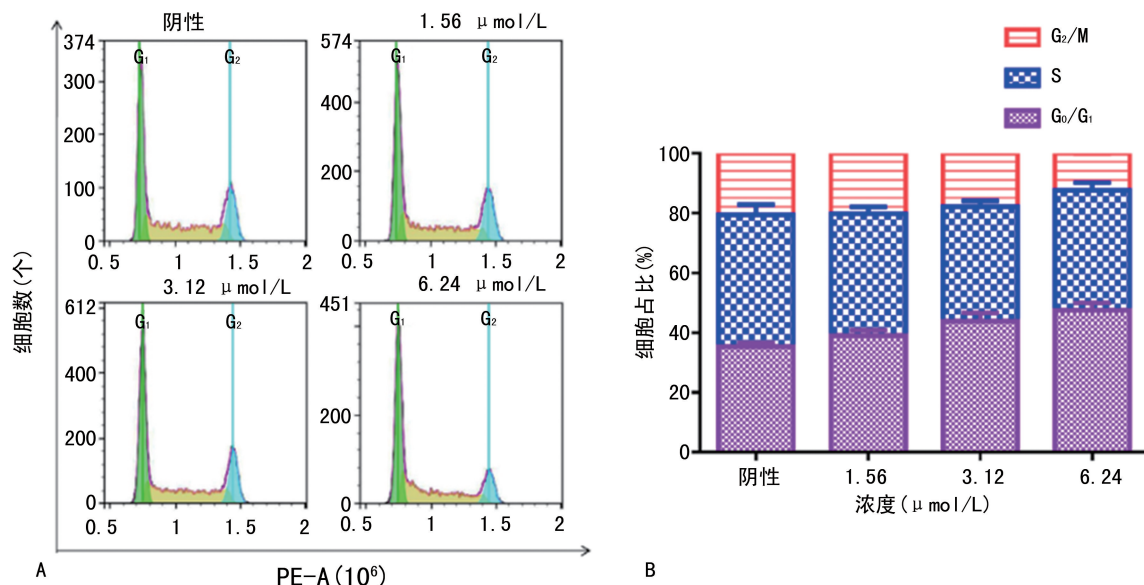 阴性
1.56 μmol/L
374
300
200
100
0
G₁
G₂
0.5
1
1.5
2
574
400
200
0
G₁
G₂
0.5
1
1.5
2
3.12 μmol/L
6.24 μmol/L
612
400
200
0
G₁
G₂
0.5
1
1.5
2
451
200
0
G₁
G₂
0.5
1
1.5
2
细胞数(个)
PE-A(10⁶)
A
G₂/M
S
G₀/G₁
细胞占比(%)
100
80
60
40
20
0
阴性
1.56
3.12
6.24
浓度(μmol/L)
B